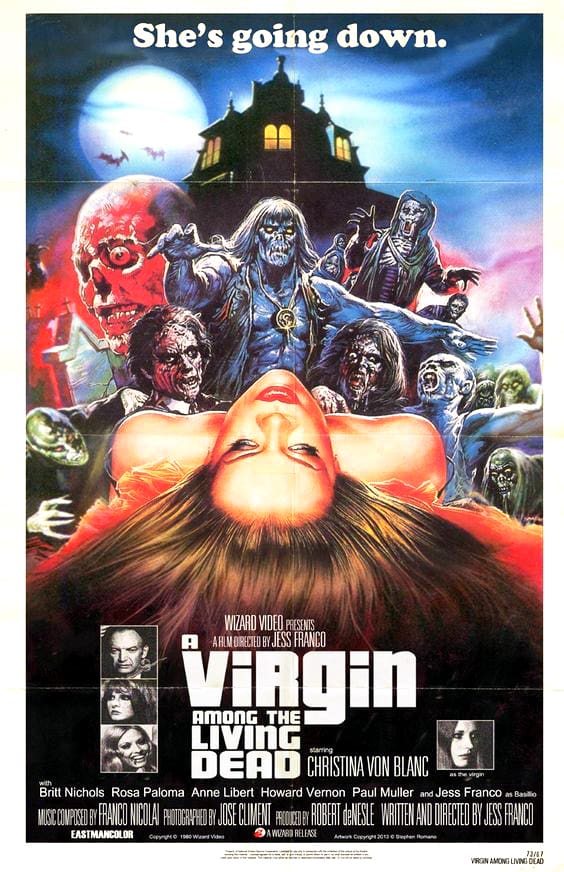 She's going down.
WIZARD VIDEO PRESENTS
A FILM DIRECTED BY JESS FRANCO
A
ViRgin
AMONG THE
LIVING
DEAD
starring
CHRISTINA VON BLANC
as the virgin
with
Britt Nichols Rosa Paloma Anne Libert Howard Vernon Paul Muller and Jess Franco as Basilio
MUSIC COMPOSED BY FRANCO NICOLAI PHOTOGRAPHED BY JOSE CLIMENT PRODUCED BY ROBERT deNESLE WRITTEN AND DIRECTED BY JESS FRANCO
EASTMANCOLOR Copyright © 1980 Wizard Video A WIZARD RELEASE Artwork Copyright 2013 © Stephen Romano
VIRGIN AMONG LIVING DEAD